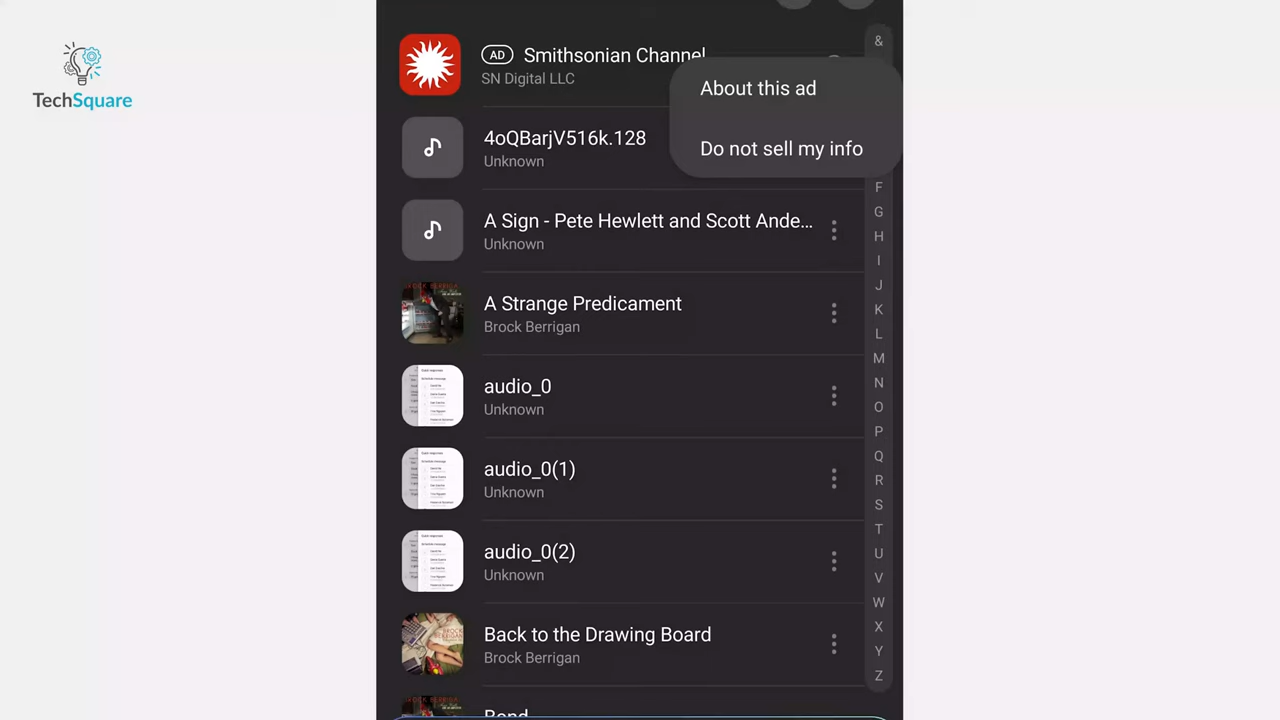 TechSquare
AD Smithsonian Channel
SN Digital LLC
About this ad
Do not sell my info
4oQBarjV516k.128
Unknown
A Sign - Pete Hewlett and Scott Ande...
Unknown
A Strange Predicament
Brock Berrigan
audio_0
Unknown
audio_0(1)
Unknown
audio_0(2)
Unknown
Back to the Drawing Board
Brock Berrigan
&
F
G
H
I
J
K
L
M
N
O
P
Q
R
S
T
U
V
W
X
Y
Z